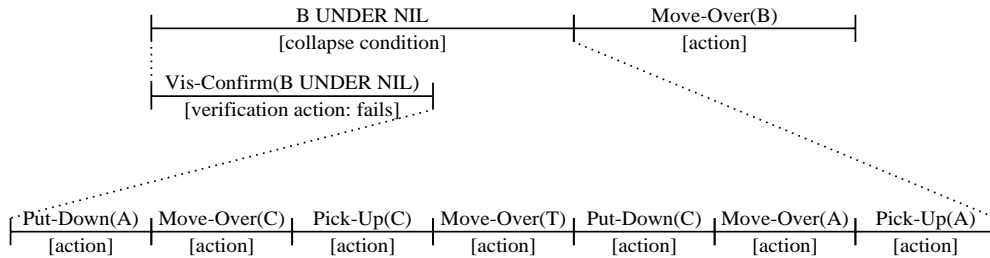 B UNDER NIL Move-Over(B)
[collapse condition] [action]
Vis-Confirm(B UNDER NIL)
[verification action: fails]
Put-Down(A) Move-Over(C) Pick-Up(C) Move-Over(T) Put-Down(C) Move-Over(A) Pick-Up(A)
[action] [action] [action] [action] [action] [action] [action]